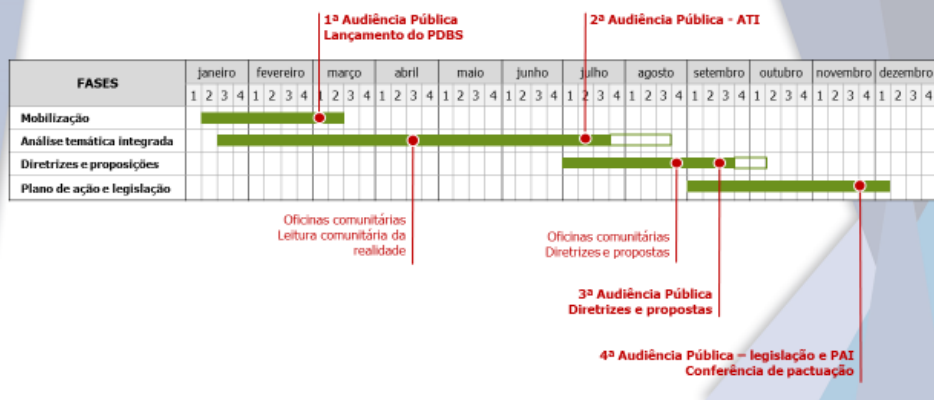 1ª Audiência Pública
Lançamento do PDBS
2ª Audiência Pública - ATI
FASES
janeiro fevereiro março abril maio junho julho agosto setembro outubro novembro dezembro
1 2 3 4 1 2 3 4 1 2 3 4 1 2 3 4 1 2 3 4 1 2 3 4 1 2 3 4 1 2 3 4 1 2 3 4 1 2 3 4 1 2 3 4 1 2 3 4
Mobilização
Análise temática integrada
Diretrizes e proposições
Plano de ação e legislação
Oficinas comunitárias
Leitura comunitária da
realidade
Oficinas comunitárias
Diretrizes e propostas
3ª Audiência Pública
Diretrizes e propostas
4ª Audiência Pública – legislação e PAI
Conferência de pactuação